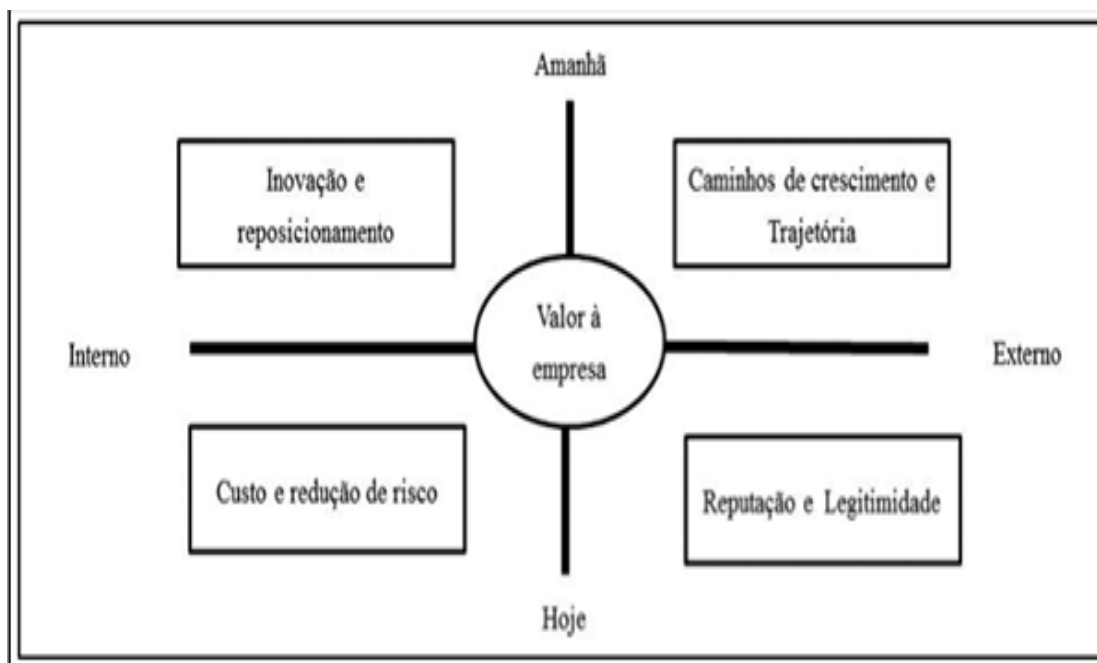 Amanhã
Inovação e
reposicionamento
Caminhos de crescimento e
Trajetória
Interno
Valor à
empresa
Externo
Custo e redução de risco
Reputação e Legitimidade
Hoje